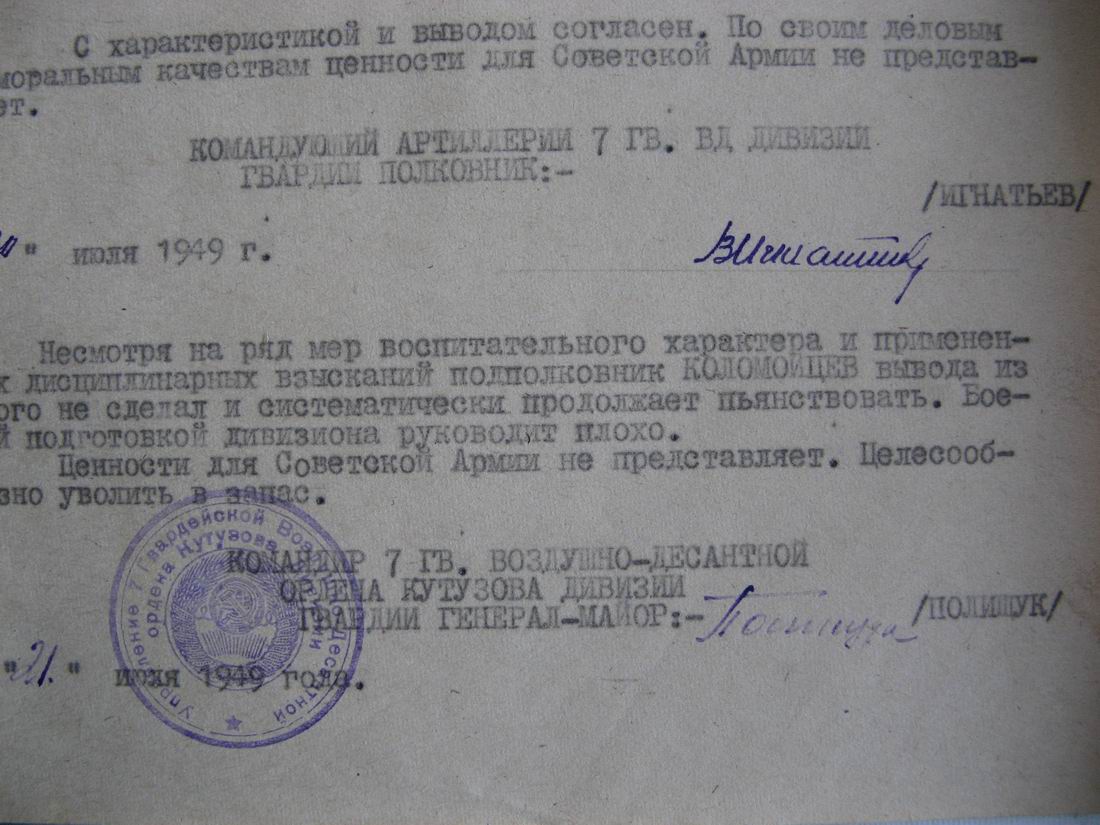 С характеристикой и выводом согласен. По своим деловым
моральным качествам ценности для Советской Армии не представ-
ет.
КОМАНДУЮЩИЙ АРТИЛЛЕРИИ 7 ГВ. ВД ДИВИЗИИ
ГВАРДИИ ПОЛКОВНИК:-
/ИГНАТЬЕВ/
" июля 1949 г.
Несмотря на ряд мер воспитательного характера и применен-
х дисциплинарных взысканий подполковник КОЛОМОЙЦЕВ вывода из
ого не сделал и систематически продолжает пьянствовать. Бое-
й подготовкой дивизиона руководит плохо.
Ценности для Советской Армии не представляет. Целесооб-
зно уволить в запас.
КОМАНДИР 7 ГВ. ВОЗДУШНО-ДЕСАНТНОЙ
ОРДЕНА КУТУЗОВА ДИВИЗИИ
ГВАРДИИ ГЕНЕРАЛ-МАЙОР:-
/ПОЛИЩУК/
"21." июля 1949 года.
Управление 7 Гвардейской Воздушно Десантной
ордена Кутузова дивизии